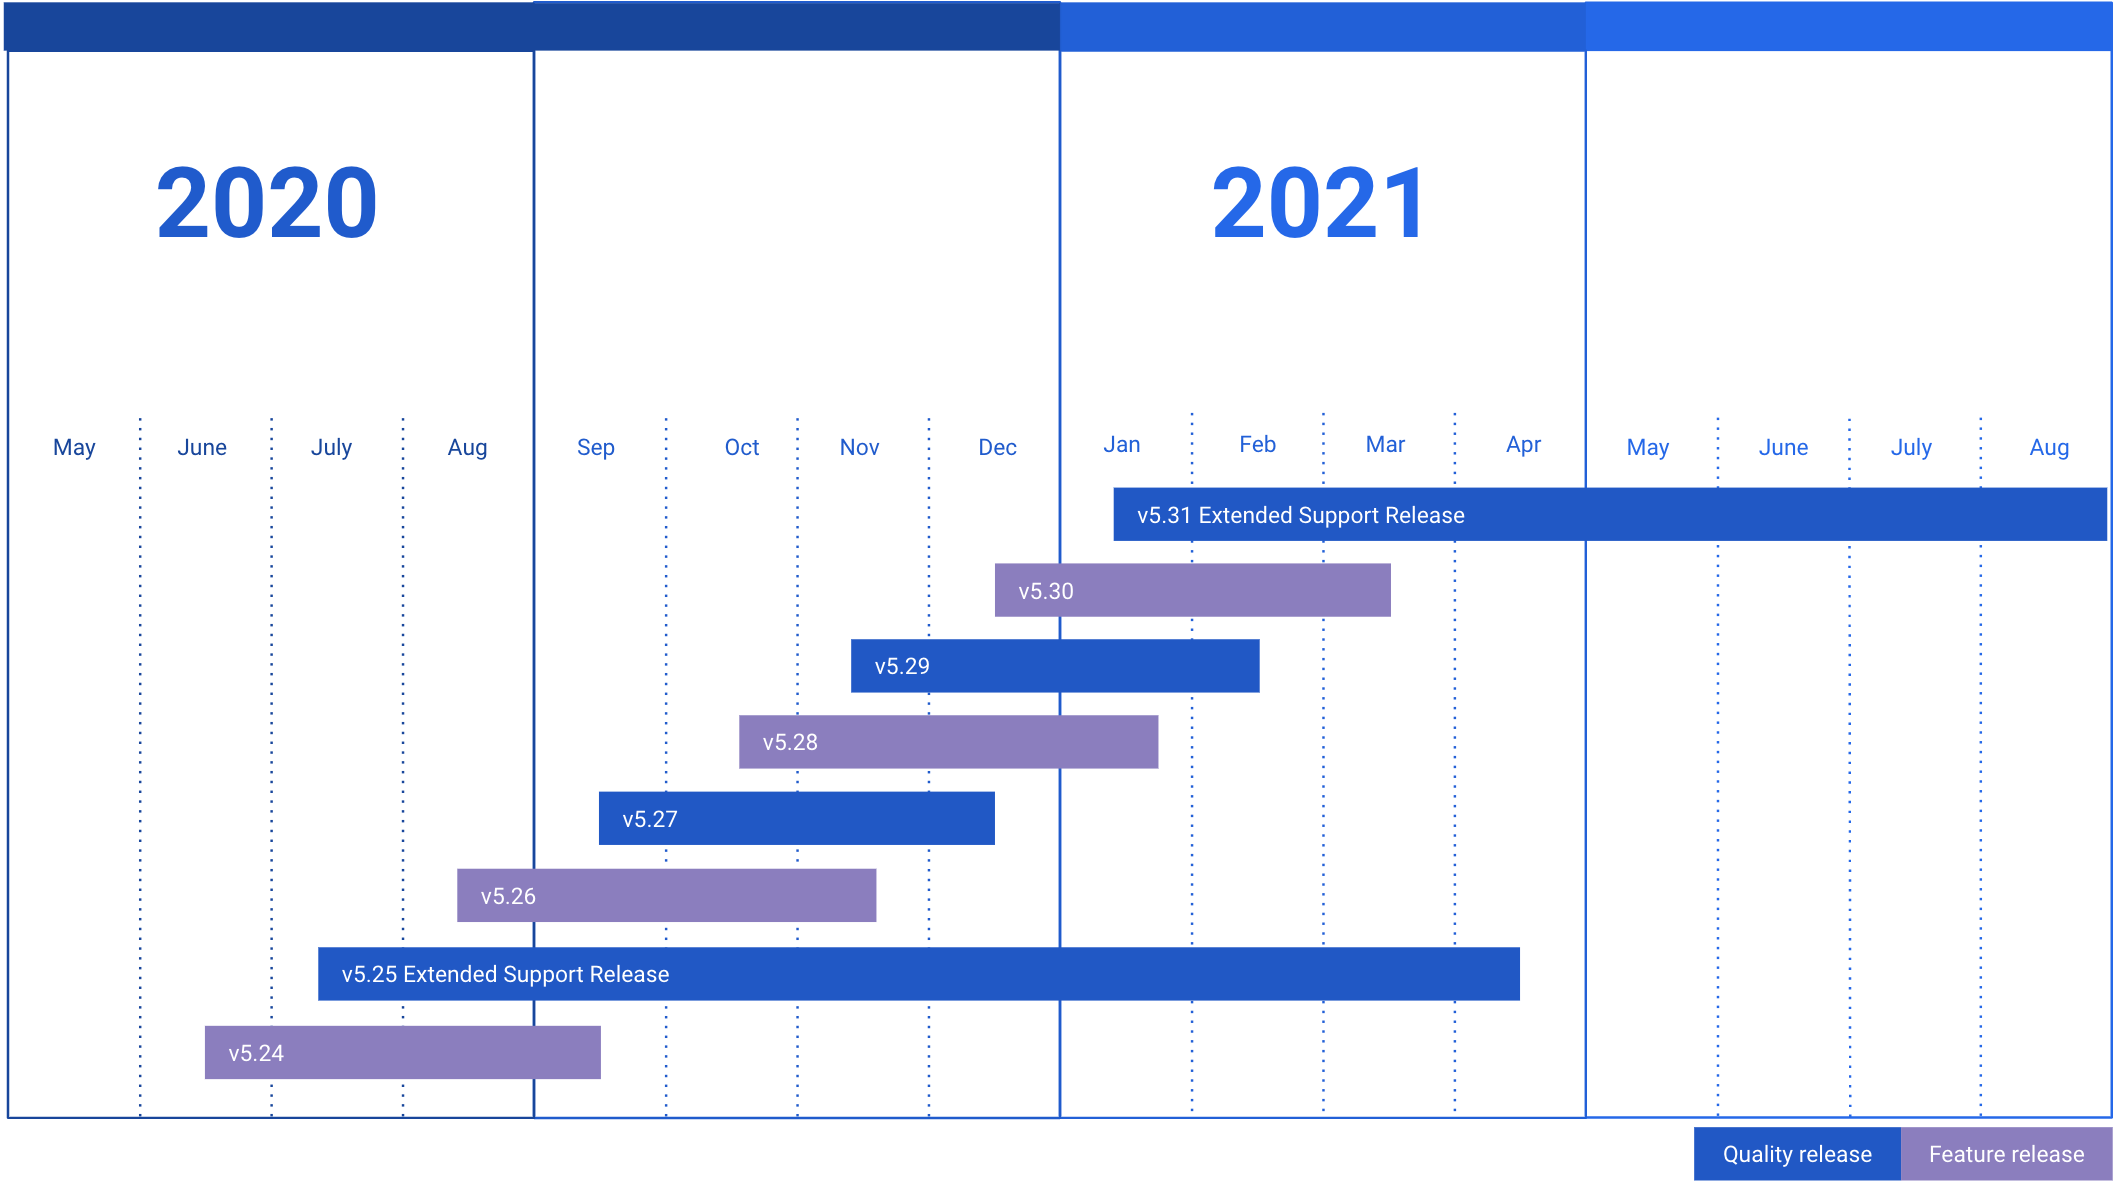 2020
2021
May June July Aug Sep Oct Nov Dec Jan Feb Mar Apr May June July Aug
v5.31 Extended Support Release
v5.30
v5.29
v5.28
v5.27
v5.26
v5.25 Extended Support Release
v5.24
Quality release
Feature release